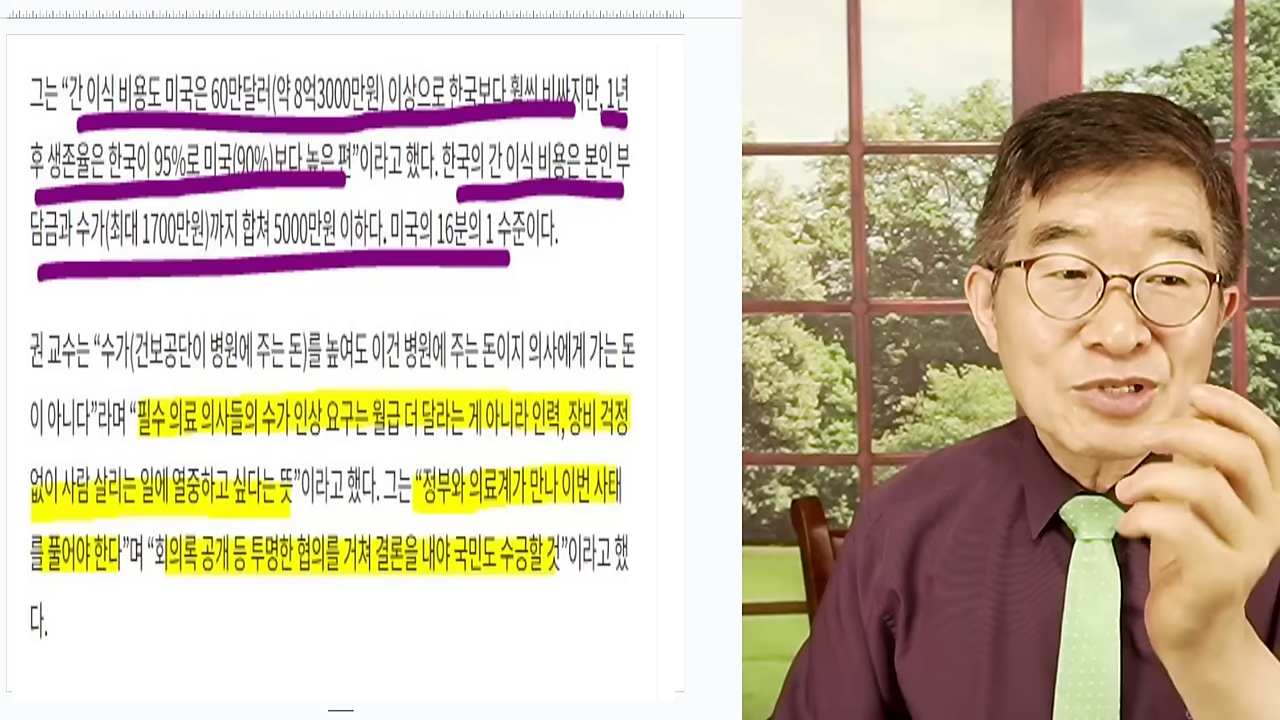 그는 “간 이식 비용도 미국은 60만달러(약 8억3000만원) 이상으로 한국보다 훨씬 비싸지만, 1년
후 생존율은 한국이 95%로 미국(90%)보다 높은 편”이라고 했다. 한국의 간 이식 비용은 본인 부
담금과 수가(최대 1700만원)까지 합쳐 5000만원 이하다. 미국의 16분의 1 수준이다.
권 교수는 “수가(건보공단이 병원에 주는 돈)를 높여도 이건 병원에 주는 돈이지 의사에게 가는 돈
이 아니다”라며 “필수 의료 의사들의 수가 인상 요구는 월급 더 달라는 게 아니라 인력, 장비 걱정
없이 사람 살리는 일에 열중하고 싶다는 뜻”이라고 했다. 그는 “정부와 의료계가 만나 이번 사태
를 풀어야 한다”며 “회의록 공개 등 투명한 협의를 거쳐 결론을 내야 국민도 수긍할 것”이라고 했
다.